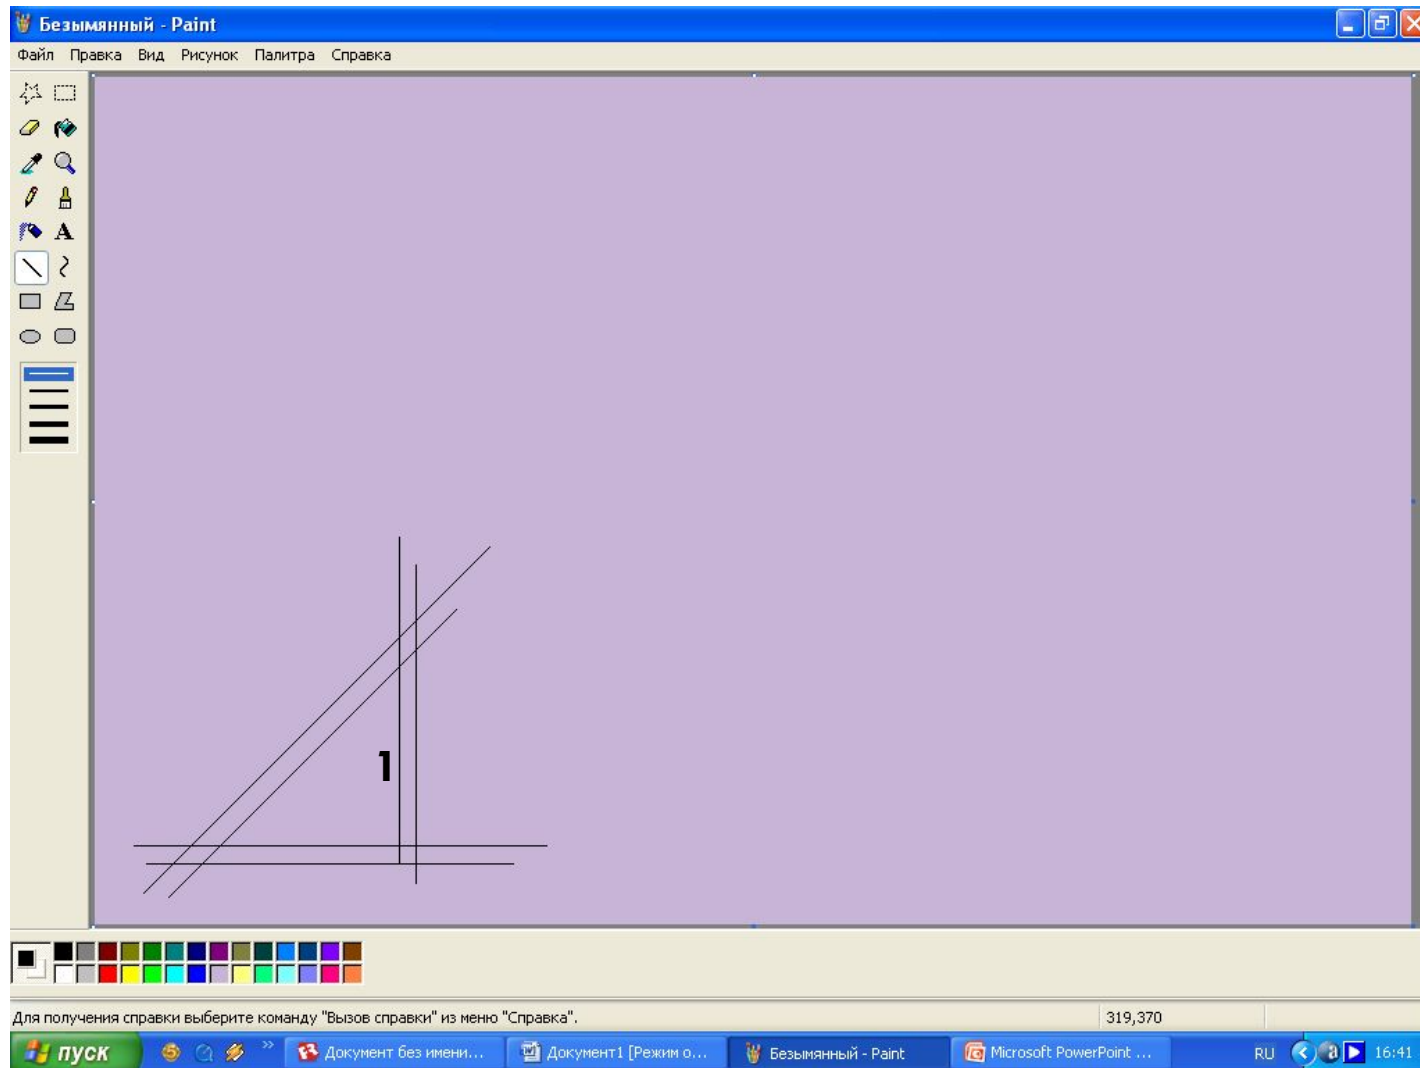 Безымянный - Paint
Файл Правка Вид Рисунок Палитра Справка
A
1
Для получения справки выберите команду "Вызов справки" из меню "Справка".
319,370
пуск
Документ без имени...
Документ1 [Режим о...
Безымянный - Paint
Microsoft PowerPoint ...
RU
16:41